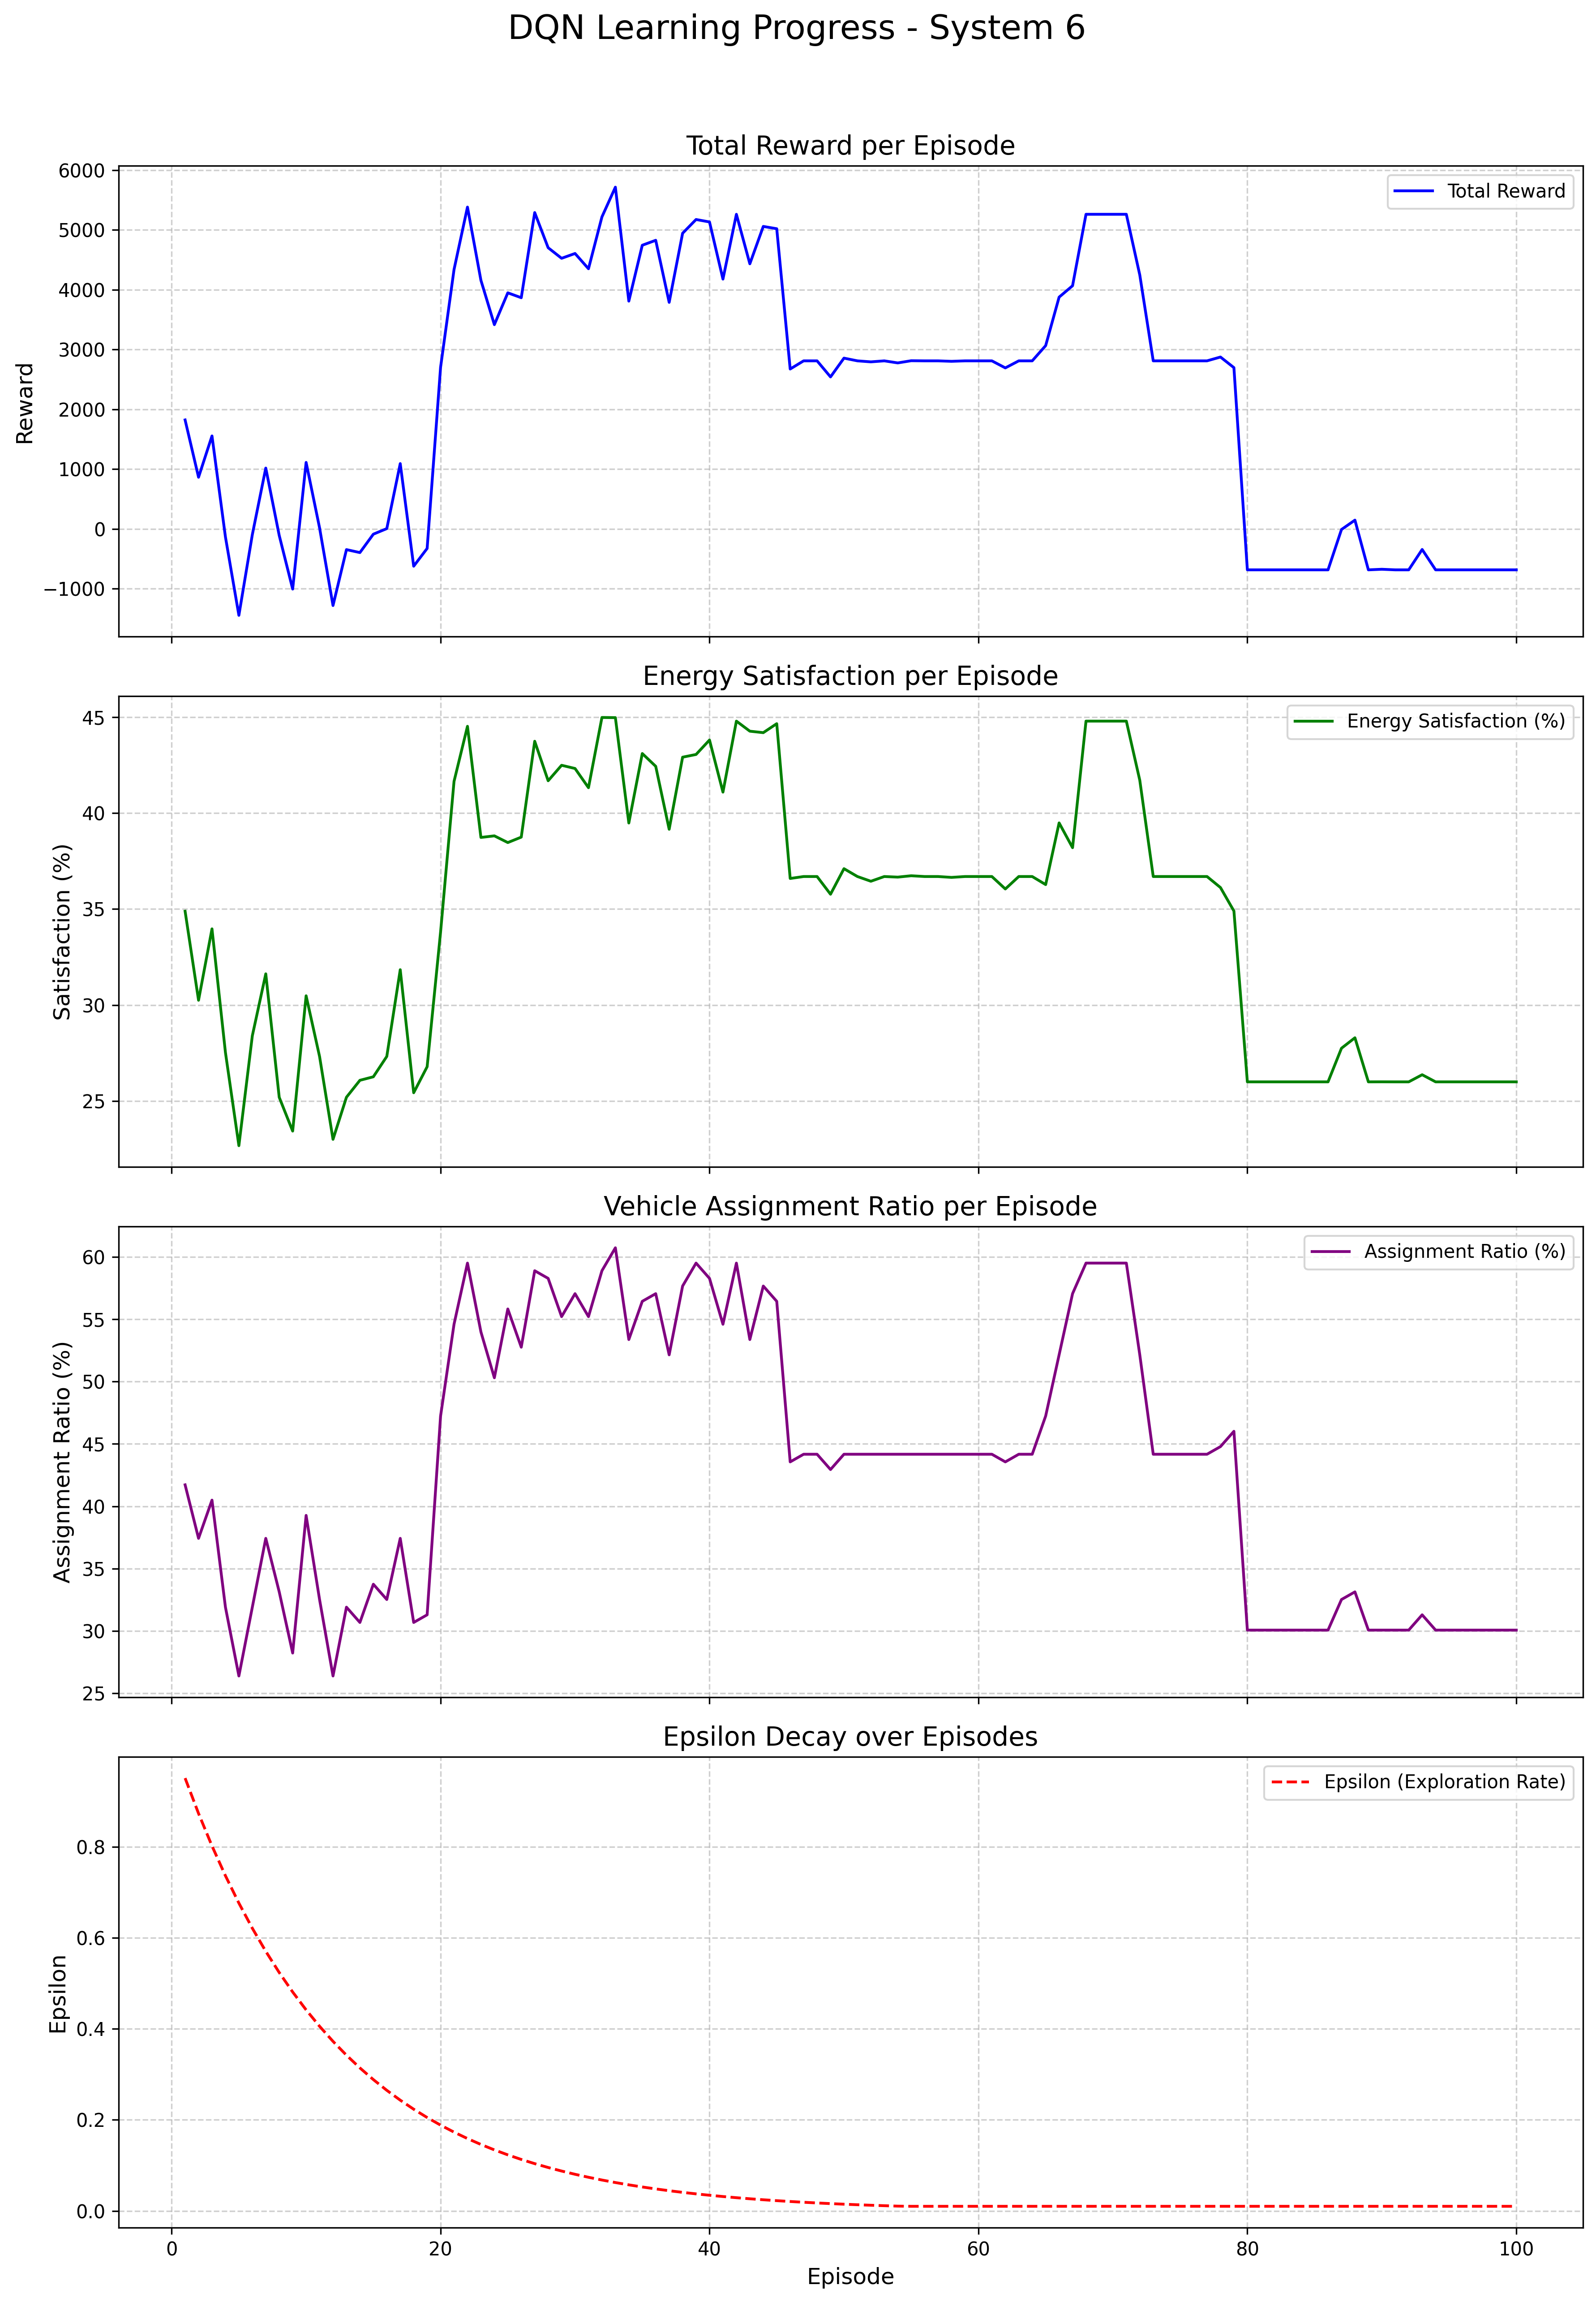 DQN Learning Progress - System 6
Total Reward per Episode
6000
5000
4000
3000
2000
1000
0
−1000
Reward
Total Reward
Energy Satisfaction per Episode
45
40
35
30
25
Satisfaction (%)
Energy Satisfaction (%)
Vehicle Assignment Ratio per Episode
60
55
50
45
40
35
30
25
Assignment Ratio (%)
Assignment Ratio (%)
Epsilon Decay over Episodes
0.8
0.6
0.4
0.2
0.0
Epsilon
Epsilon (Exploration Rate)
0 20 40 60 80 100
Episode